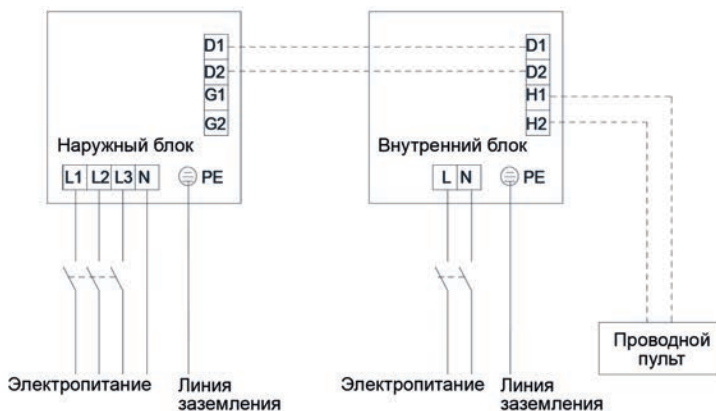 D1
D2
G1
G2
Наружный блок
L1 L2 L3 N PE
Электропитание
Линия
заземления
D1
D2
H1
H2
Внутренний блок
L N PE
Электропитание
Линия
заземления
Проводной
пульт